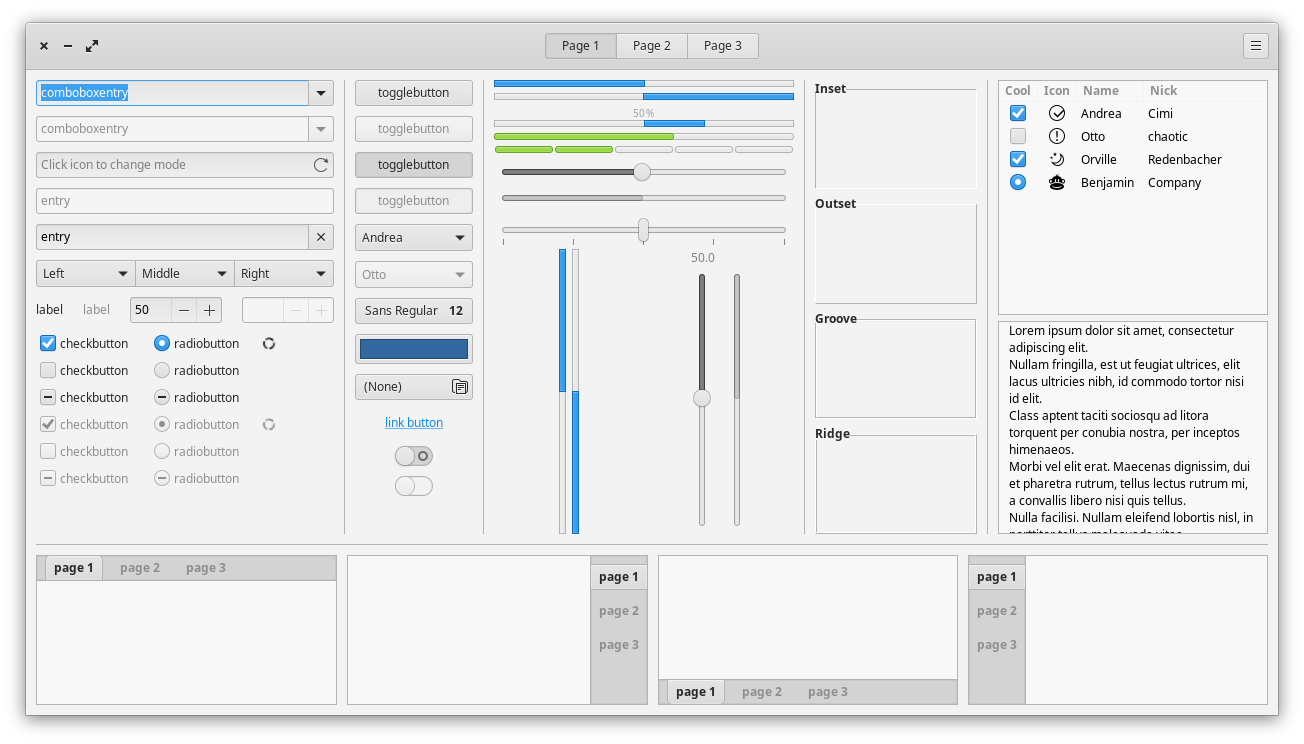 Page 1 Page 2 Page 3
comboboxentry
comboboxentry
Click icon to change mode
entry
entry
Left Middle Right
label label 50
checkbutton radiobutton
checkbutton radiobutton
checkbutton radiobutton
checkbutton radiobutton
checkbutton radiobutton
checkbutton radiobutton
togglebutton
togglebutton
togglebutton
togglebutton
Andrea
Otto
Sans Regular 12
(None)
link button
50 %
50.0
Inset
Outset
Groove
Ridge
Cool Icon Name Nick
Andrea Cimi
Otto chaotic
Orville Redenbacher
Benjamin Company
Lorem ipsum dolor sit amet, consectetur
adipiscing elit.
Nullam fringilla, est ut feugiat ultrices, elit
lacus ultricies nibh, id commodo tortor nisi
id elit.
Class aptent taciti sociosqu ad litora
torquent per conubia nostra, per inceptos
himenaeos.
Morbi vel elit erat. Maecenas dignissim, dui
et pharetra rutrum, tellus lectus rutrum mi,
a convallis libero nisi quis tellus.
Nulla facilisi. Nullam eleifend lobortis nisl, in
page 1 page 2 page 3
page 1
page 2
page 3
page 1 page 2 page 3
page 1
page 2
page 3